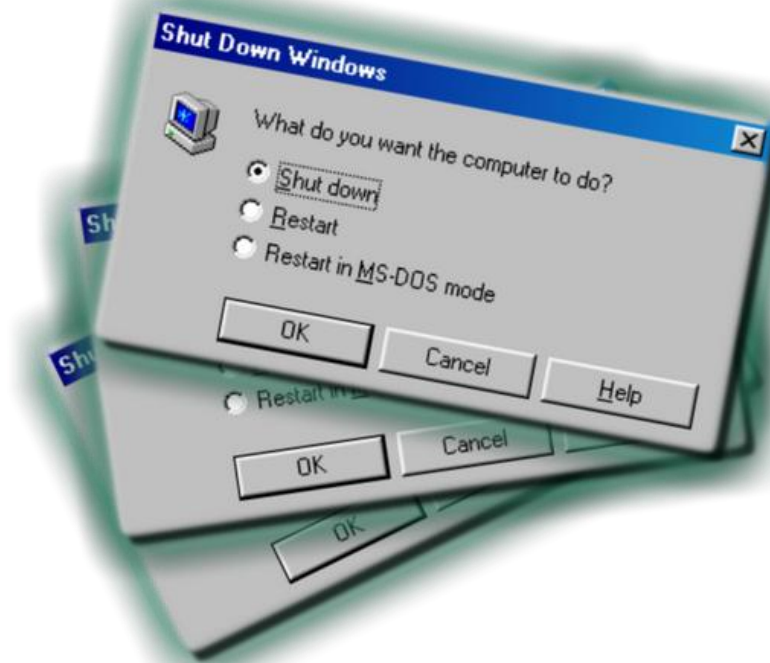 Shut Down Windows
What do you want the computer to do?
Shut down
Restart
Restart in MS-DOS mode
OK
Cancel
Help
Sh
Restart in
OK
Cancel
Shu
OK